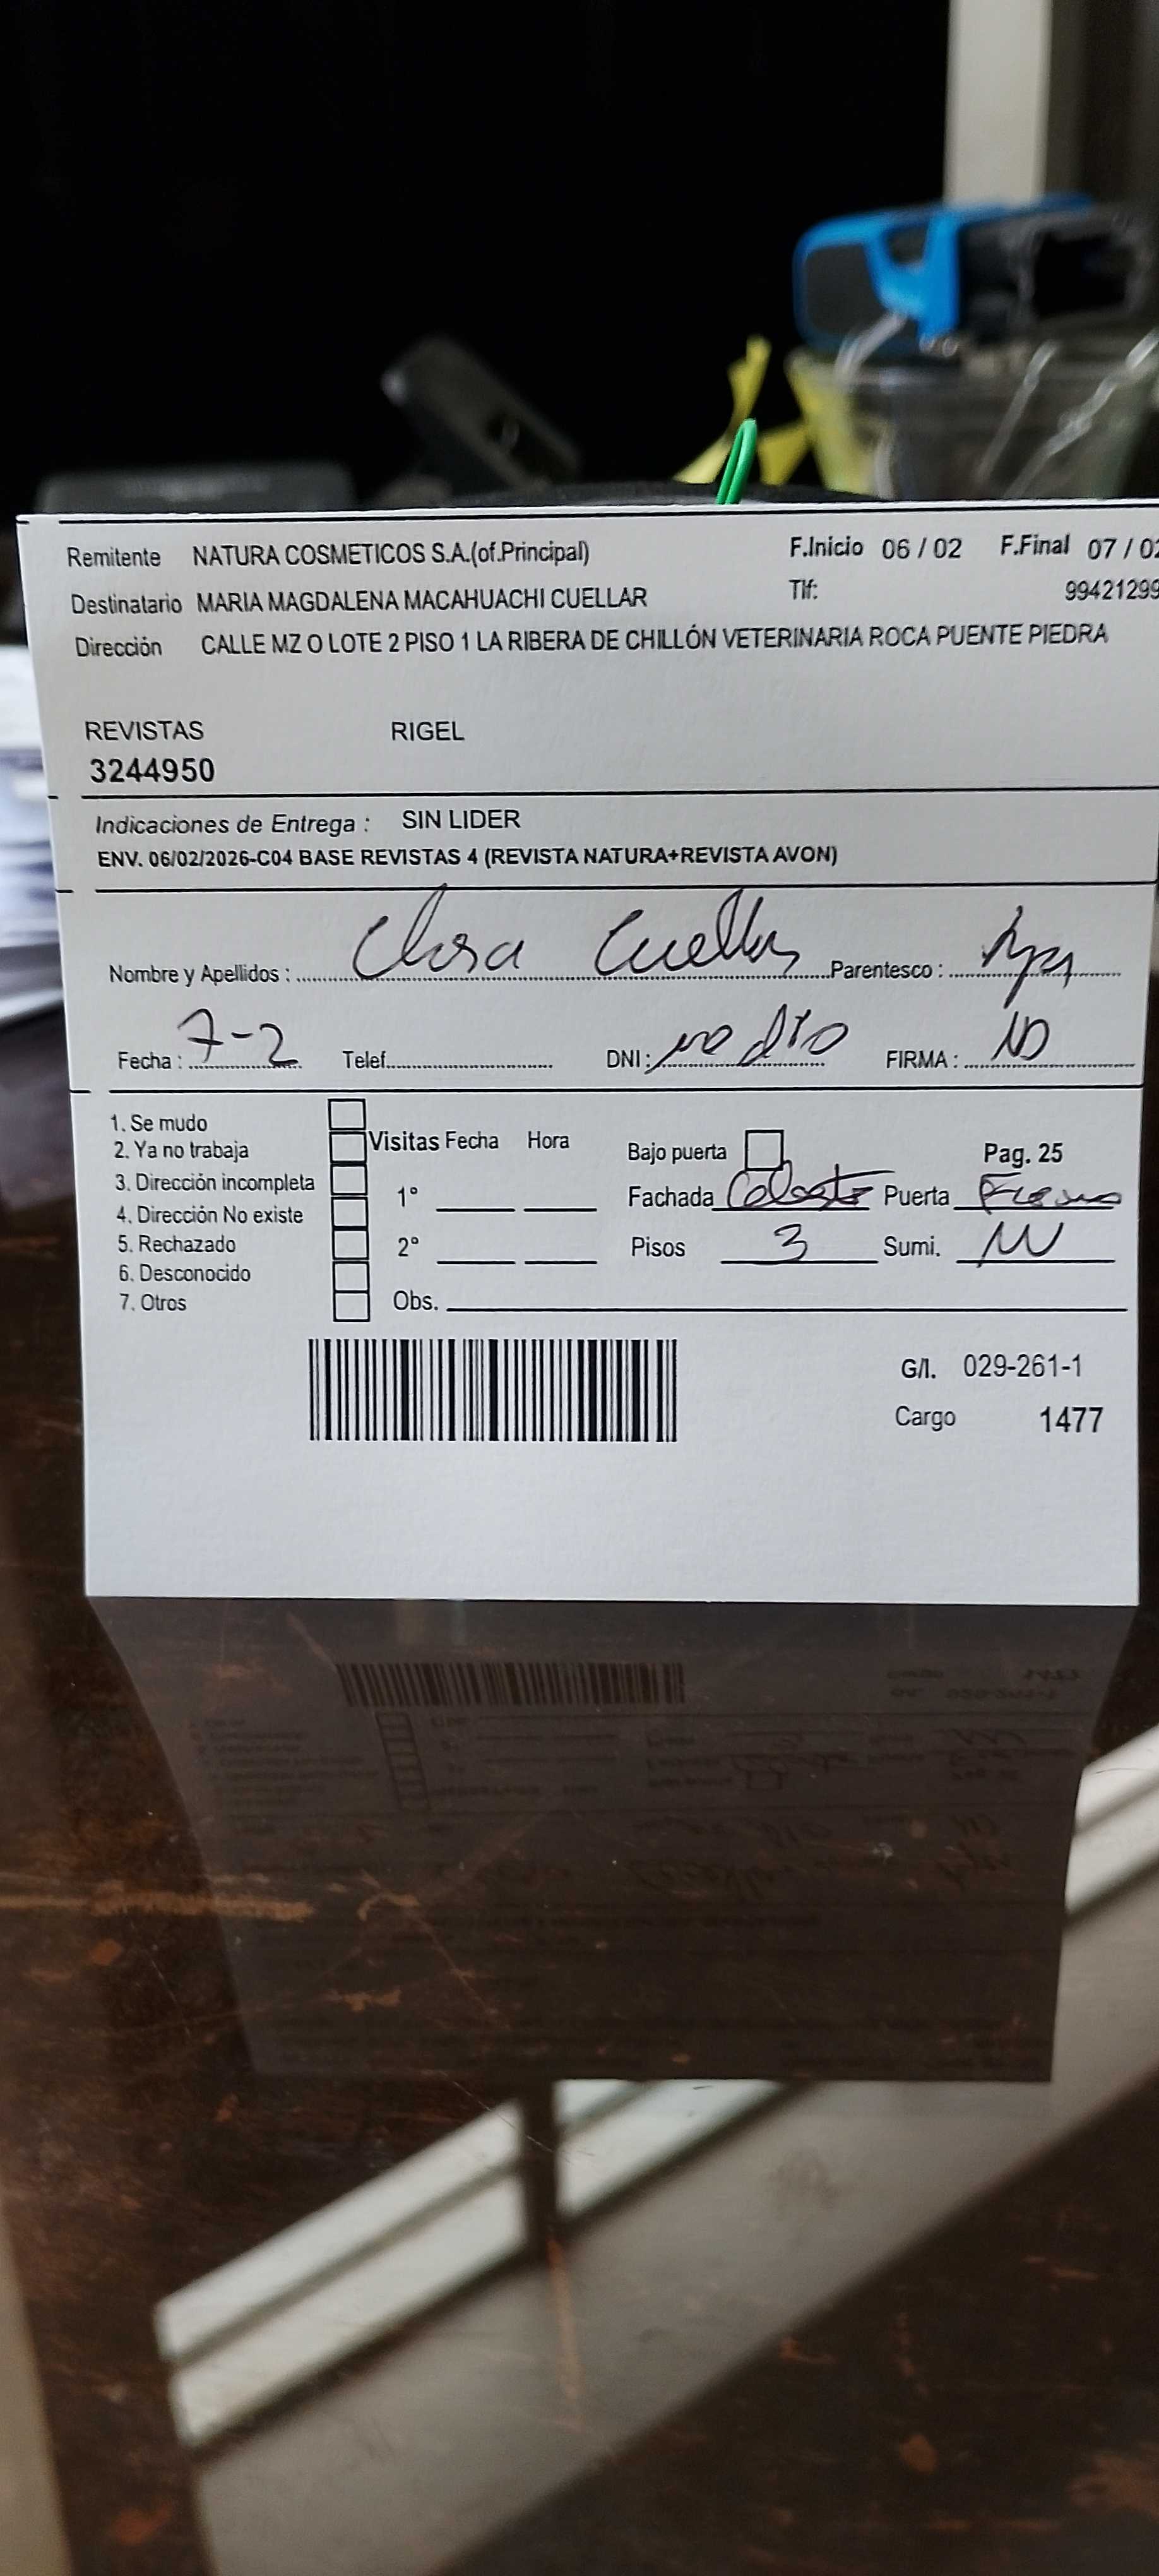 Remitente NATURA COSMETICOS S.A.(of.Principal) F.Inicio 06 / 02 F.Final 07 / 02
Destinatario MARIA MAGDALENA MACAHUACHI CUELLAR Tlf: 99421299
Dirección CALLE MZ O LOTE 2 PISO 1 LA RIBERA DE CHILLÓN VETERINARIA ROCA PUENTE PIEDRA
REVISTAS RIGEL
3244950
Indicaciones de Entrega : SIN LIDER
ENV. 06/02/2026-C04 BASE REVISTAS 4 (REVISTA NATURA+REVISTA AVON)
Nombre y Apellidos : Cuellar Parentesco :
Fecha : 7-2 Telef. DNI: no dio FIRMA :
1. Se mudo
2. Ya no trabaja Visitas Fecha Hora Bajo puerta Pag. 25
3. Dirección incompleta 1° Fachada Celeste Puerta
4. Dirección No existe
5. Rechazado 2° Pisos 3 Sumi.
6. Desconocido
7. Otros Obs.
G/I. 029-261-1
Cargo 1477